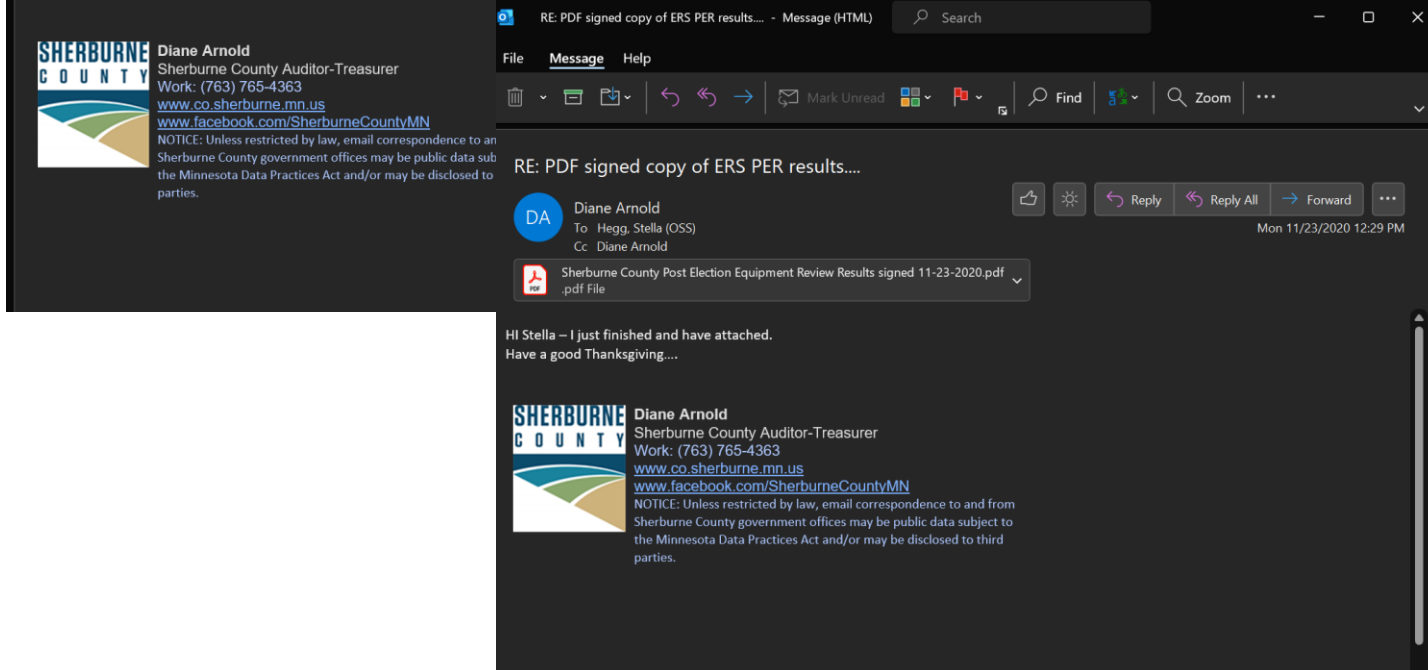 SHERBURNE
COUNTY
Diane Arnold
Sherburne County Auditor-Treasurer
Work: (763) 765-4363
www.co.sherburne.mn.us
www.facebook.com/SherburneCountyMN
NOTICE: Unless restricted by law, email correspondence to an
Sherburne County government offices may be public data sub
the Minnesota Data Practices Act and/or may be disclosed to
parties.
RE: PDF signed copy of ERS PER results.... - Message (HTML)
Search
File Message Help
Mark Unread
Find
Zoom
RE: PDF signed copy of ERS PER results....
DA
Diane Arnold
To Hegg, Stella (OSS)
Cc Diane Arnold
Reply
Reply All
Forward
Mon 11/23/2020 12:29 PM
PDF
Sherburne County Post Election Equipment Review Results signed 11-23-2020.pdf
.pdf File
HI Stella – I just finished and have attached.
Have a good Thanksgiving....
SHERBURNE
COUNTY
Diane Arnold
Sherburne County Auditor-Treasurer
Work: (763) 765-4363
www.co.sherburne.mn.us
www.facebook.com/SherburneCountyMN
NOTICE: Unless restricted by law, email correspondence to and from
Sherburne County government offices may be public data subject to
the Minnesota Data Practices Act and/or may be disclosed to third
parties.